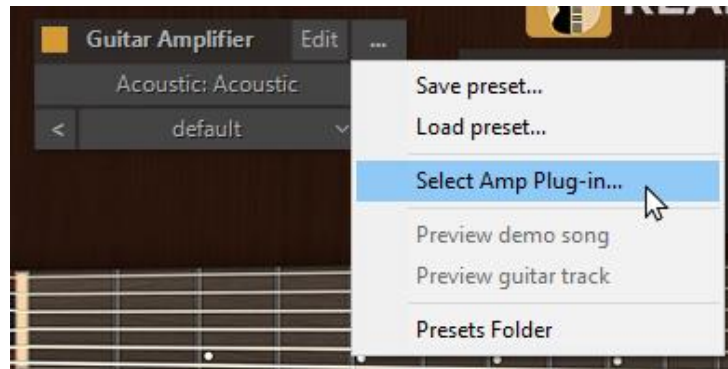 Guitar Amplifier Edit ...
Acoustic: Acoustic
< default
Save preset...
Load preset...
Select Amp Plug-in...
Preview demo song
Preview guitar track
Presets Folder